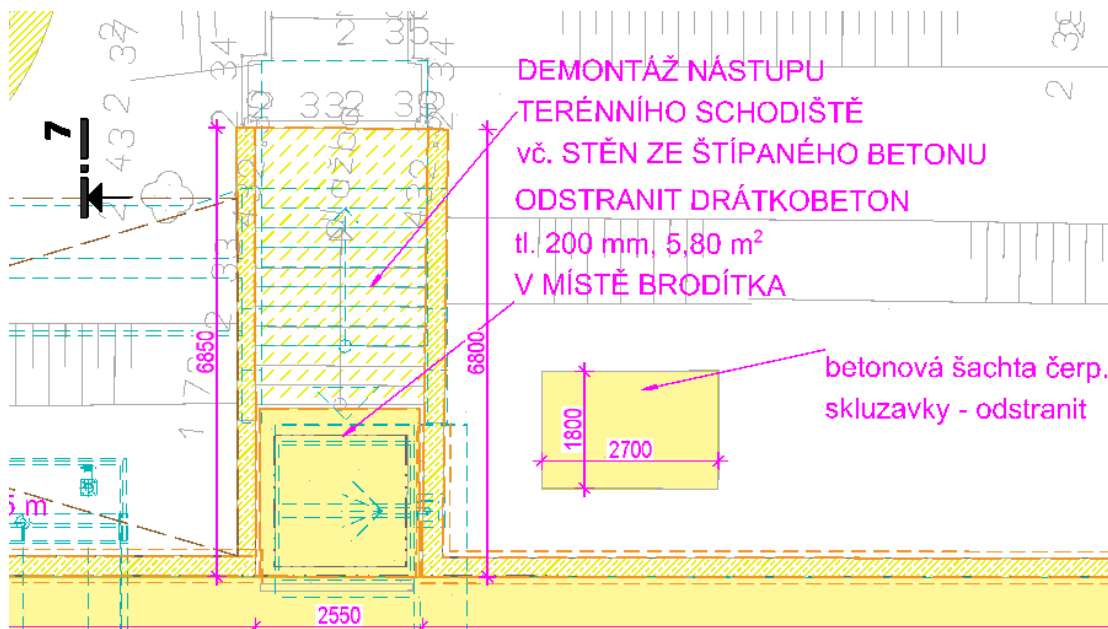 DEMONTÁŽ NÁSTUPU
TERÉNNÍHO SCHODIŠTĚ
vč. STĚN ZE ŠTÍPANÉHO BETONU
ODSTRANIT DRÁTKOBETON
tl. 200 mm, 5,80 m²
V MÍSTĚ BRODÍTKA
7
6850
6800
betonová šachta čerp.
skluzavky - odstranit
1800
2700
m
2550